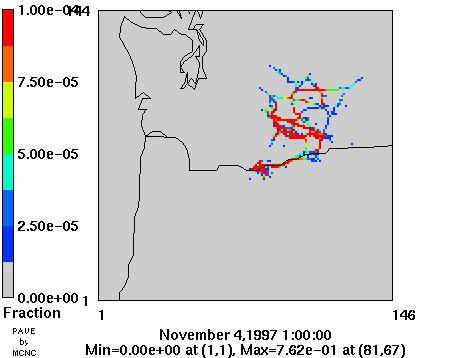 1.00e-04
144
7.50e-05
5.00e-05
2.50e-05
0.00e+00
1
Fraction
1
146
PAVE
by
MCNC
November 4,1997 1:00:00
Min=0.00e+00 at (1,1), Max=7.62e-01 at (81,67)